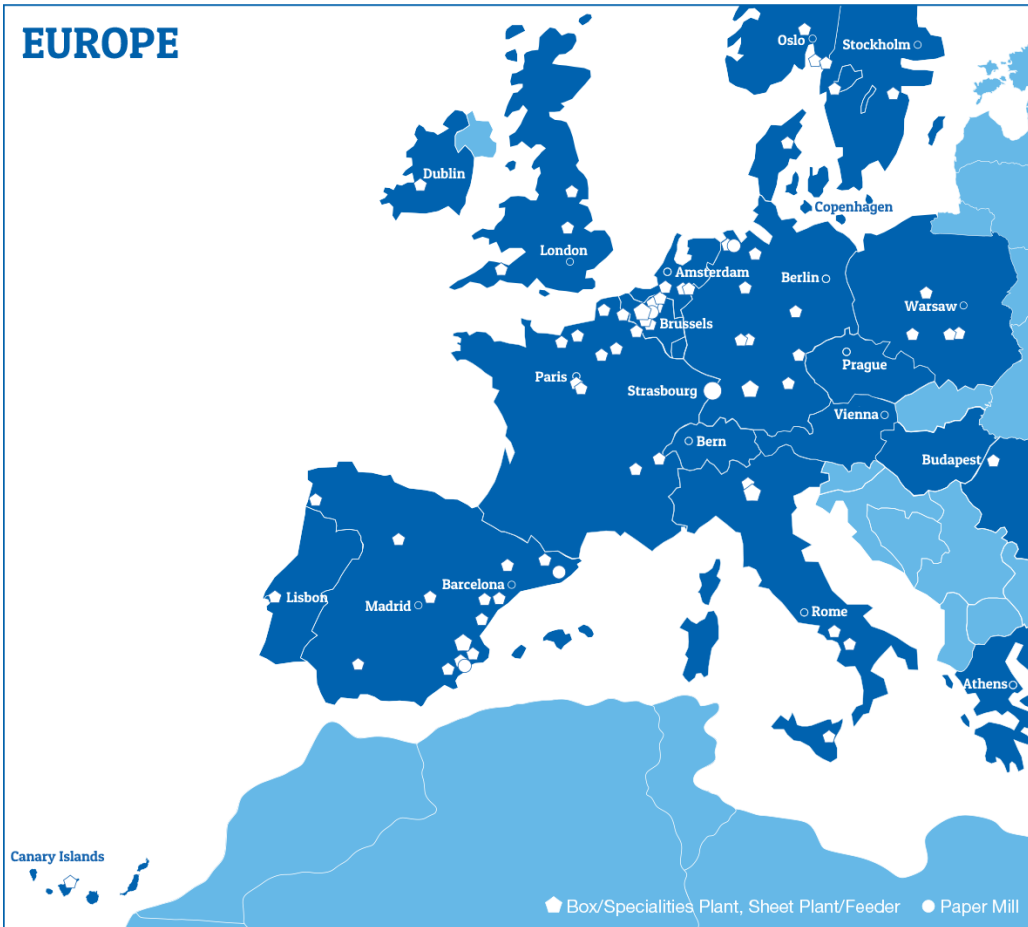 EUROPE
Oslo
Stockholm
Dublin
Copenhagen
London
Amsterdam
Berlin
Warsaw
Brussels
Prague
Paris
Strasbourg
Vienna
Bern
Budapest
Barcelona
Lisbon
Madrid
Rome
Athens
Canary Islands
Box/Specialities Plant, Sheet Plant/Feeder
Paper Mill